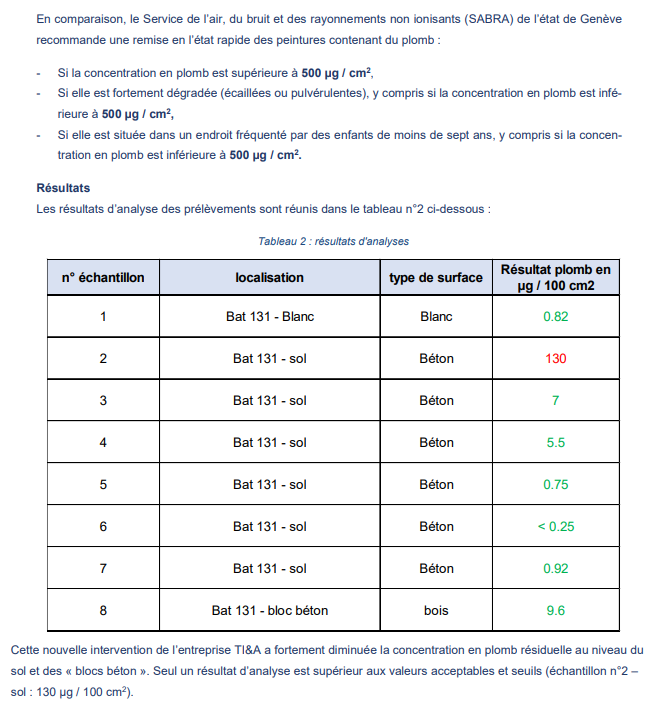 En comparaison, le Service de l'air, du bruit et des rayonnements non ionisants (SABRA) de l'état de Genève
recommande une remise en l'état rapide des peintures contenant du plomb :
- Si la concentration en plomb est supérieure à 500 µg / cm²,
- Si elle est fortement dégradée (écaillées ou pulvérulentes), y compris si la concentration en plomb est infé-
rieure à 500 µg / cm²,
- Si elle est située dans un endroit fréquenté par des enfants de moins de sept ans, y compris si la concen-
tration en plomb est inférieure à 500 µg / cm².
Résultats
Les résultats d'analyse des prélèvements sont réunis dans le tableau n°2 ci-dessous :
Tableau 2 : résultats d'analyses
n° échantillon localisation type de surface Résultat plomb en
µg / 100 cm2
1 Bat 131 - Blanc Blanc 0.82
2 Bat 131 - sol Béton 130
3 Bat 131 - sol Béton 7
4 Bat 131 - sol Béton 5.5
5 Bat 131 - sol Béton 0.75
6 Bat 131 - sol Béton < 0.25
7 Bat 131 - sol Béton 0.92
8 Bat 131 - bloc béton bois 9.6
Cette nouvelle intervention de l'entreprise TI&A a fortement diminuée la concentration en plomb résiduelle au niveau du
sol et des « blocs béton ». Seul un résultat d'analyse est supérieur aux valeurs acceptables et seuils (échantillon n°2 –
sol : 130 µg / 100 cm²).